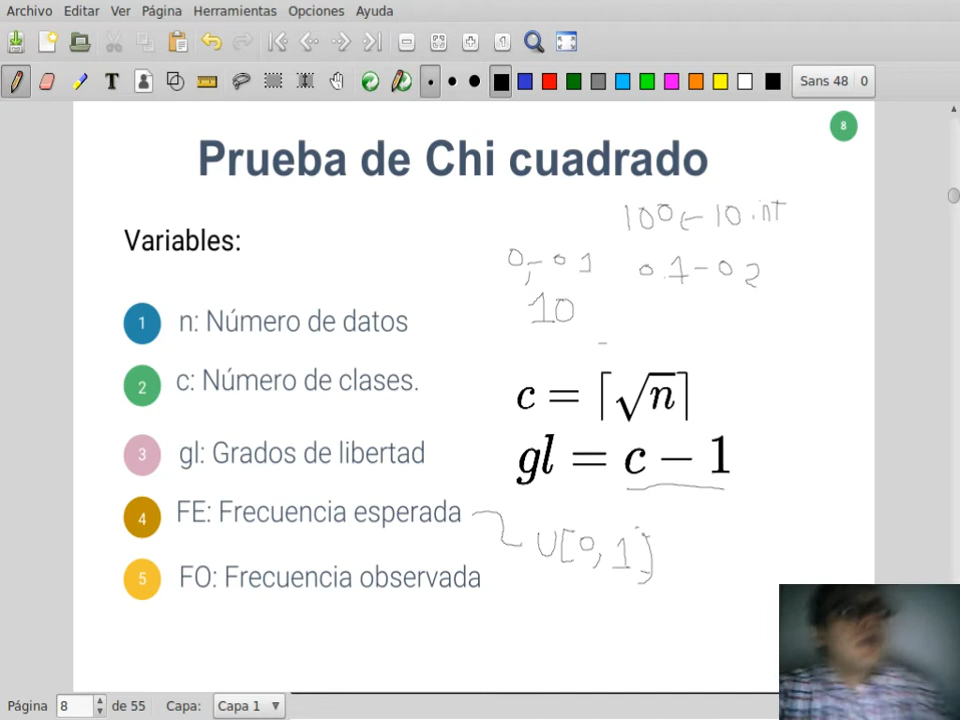 Archivo Editar Ver Página Herramientas Opciones Ayuda
T Sans 48 0
8
Prueba de Chi cuadrado
100 ← 10 int
Variables:
0,-0 1 0.1-0 2
10
1 n: Número de datos
2 c: Número de clases.
c = ⌈√n⌉
3 gl: Grados de libertad
gl = c − 1
4 FE: Frecuencia esperada
U[0,1]
5 FO: Frecuencia observada
Página 8 de 55 Capa: Capa 1